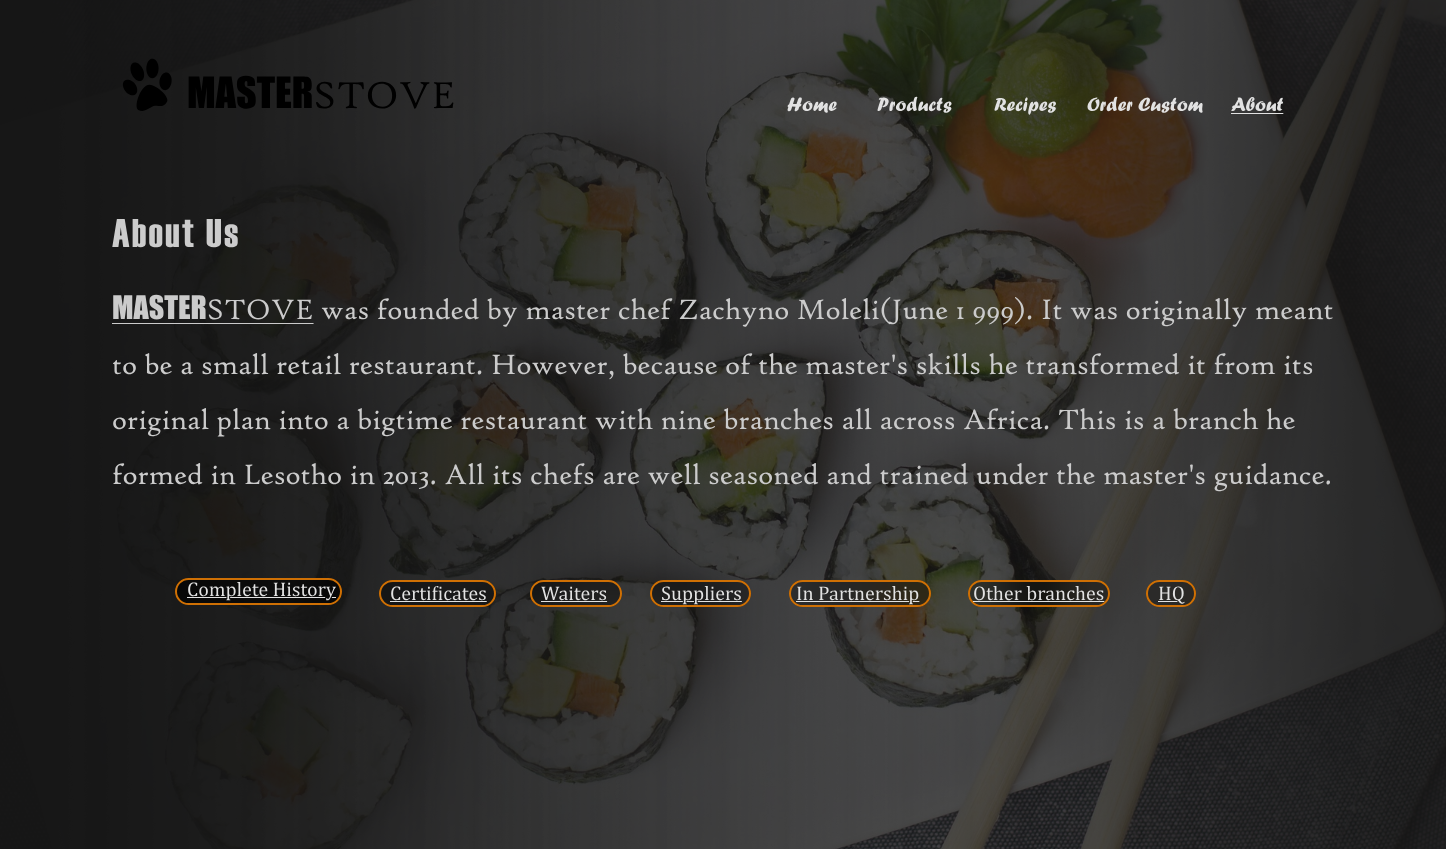 MASTERSTOVE
Home Products Recipes Order Custom About
About Us
MASTERSTOVE was founded by master chef Zachyno Moleli(June 1 999). It was originally meant
to be a small retail restaurant. However, because of the master's skills he transformed it from its
original plan into a bigtime restaurant with nine branches all across Africa. This is a branch he
formed in Lesotho in 2013. All its chefs are well seasoned and trained under the master's guidance.
Complete History Certificates Waiters Suppliers In Partnership Other branches HQ